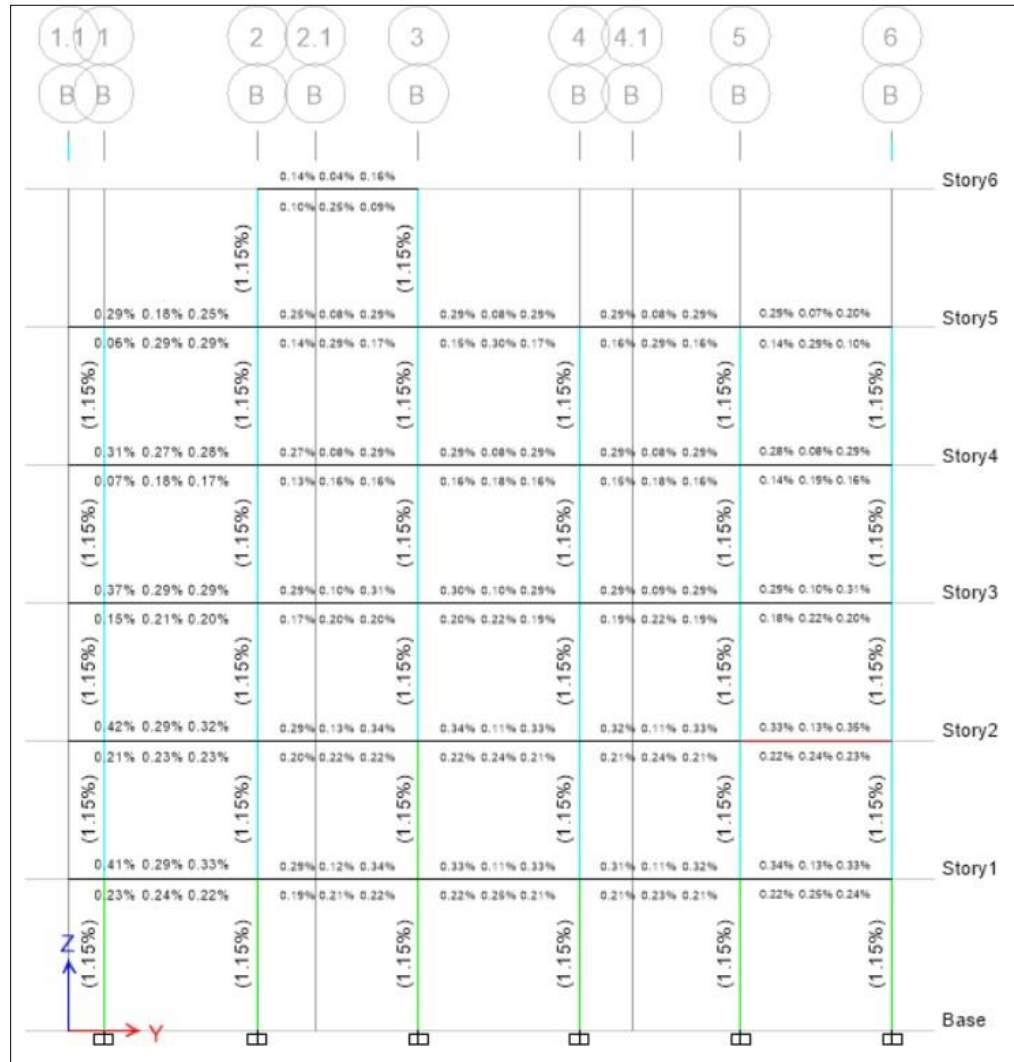 1.1 1 2 2.1 3 4 4.1 5 6
B B B B B B B B B
0.14% 0.04% 0.16%
Story6
0.10% 0.25% 0.09%
(1.15%) (1.15%)
0.29% 0.18% 0.25% 0.25% 0.08% 0.29% 0.29% 0.08% 0.29% 0.29% 0.08% 0.29% 0.29% 0.07% 0.20%
Story5
0.06% 0.29% 0.29% 0.14% 0.29% 0.17% 0.15% 0.30% 0.17% 0.16% 0.29% 0.16% 0.14% 0.29% 0.10%
(1.15%) (1.15%) (1.15%) (1.15%) (1.15%) (1.15%)
0.31% 0.27% 0.28% 0.27% 0.08% 0.29% 0.29% 0.08% 0.29% 0.29% 0.08% 0.29% 0.28% 0.08% 0.29%
Story4
0.07% 0.18% 0.17% 0.13% 0.16% 0.16% 0.16% 0.18% 0.16% 0.15% 0.18% 0.16% 0.14% 0.19% 0.16%
(1.15%) (1.15%) (1.15%) (1.15%) (1.15%) (1.15%)
0.37% 0.29% 0.29% 0.29% 0.10% 0.31% 0.30% 0.10% 0.29% 0.29% 0.09% 0.29% 0.29% 0.10% 0.31%
Story3
0.15% 0.21% 0.20% 0.17% 0.20% 0.20% 0.20% 0.22% 0.19% 0.19% 0.22% 0.19% 0.18% 0.22% 0.20%
(1.15%) (1.15%) (1.15%) (1.15%) (1.15%) (1.15%)
0.42% 0.29% 0.32% 0.29% 0.13% 0.34% 0.34% 0.11% 0.33% 0.32% 0.11% 0.33% 0.33% 0.13% 0.35%
Story2
0.21% 0.23% 0.23% 0.20% 0.22% 0.22% 0.22% 0.24% 0.21% 0.21% 0.24% 0.21% 0.22% 0.24% 0.23%
(1.15%) (1.15%) (1.15%) (1.15%) (1.15%) (1.15%)
0.41% 0.29% 0.33% 0.29% 0.12% 0.34% 0.33% 0.11% 0.33% 0.31% 0.11% 0.32% 0.34% 0.13% 0.33%
Story1
0.23% 0.24% 0.22% 0.19% 0.21% 0.22% 0.22% 0.25% 0.21% 0.21% 0.23% 0.21% 0.22% 0.25% 0.24%
(1.15%) (1.15%) (1.15%) (1.15%) (1.15%) (1.15%)
Z
Y
Base